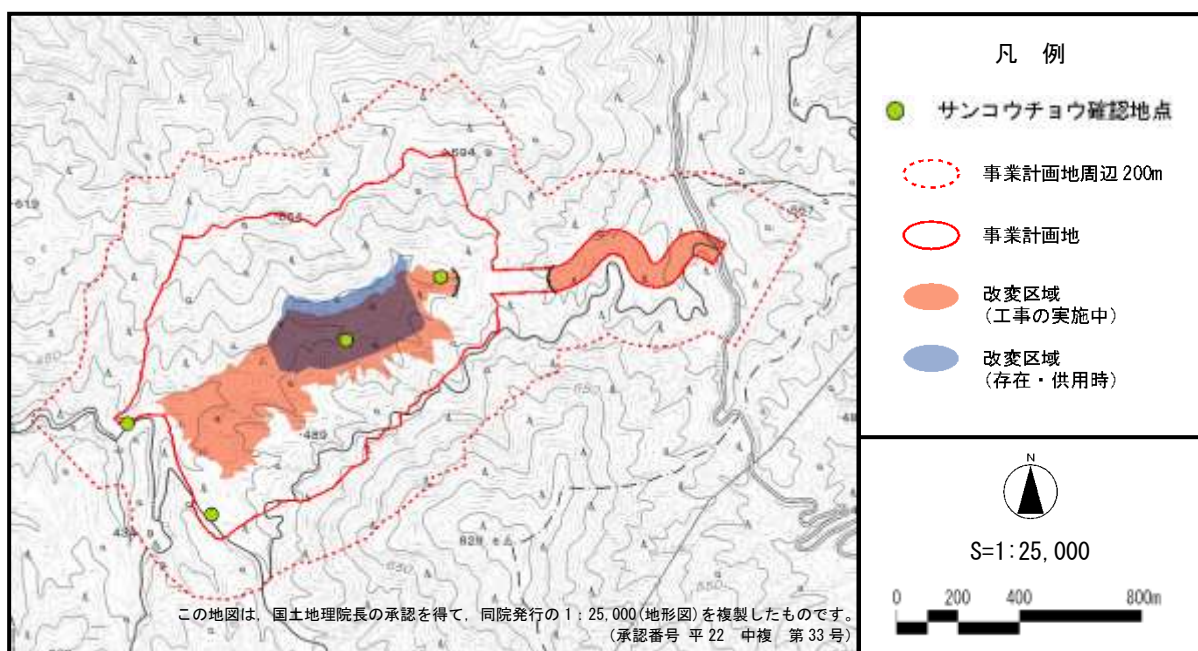 594.9
619
557
489
この地図は，国土地理院長の承認を得て，同院発行の1：25,000(地形図)を複製したものです。
(承認番号 平22 中複 第33号)
凡 例
サンコウチョウ確認地点
事業計画地周辺200m
事業計画地
改変区域
(工事の実施中)
改変区域
(存在・供用時)
N
S=1:25,000
0 200 400 800m